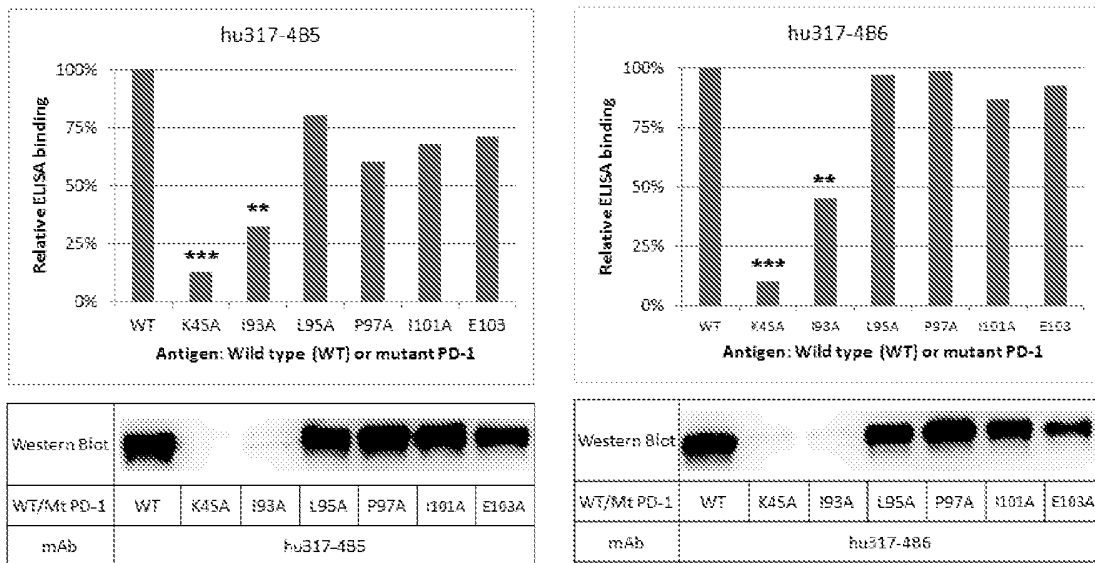 hu317-4B5
100%
75%
50%
25%
0%
Relative ELISA binding
***
**
WT K45A I93A L95A P97A I101A E103
Antigen: Wild type (WT) or mutant PD-1
Western Blot
WT/Mt PD-1 WT K45A I93A L95A P97A I101A E103A
mAb hu317-4B5
hu317-4B6
100%
75%
50%
25%
0%
Relative ELISA binding
***
**
WT K45A I93A L95A P97A I101A E103
Antigen: Wild type (WT) or mutant PD-1
Western Blot
WT/Mt PD-1 WT K45A I93A L95A P97A I101A E103A
mAb hu317-4B6